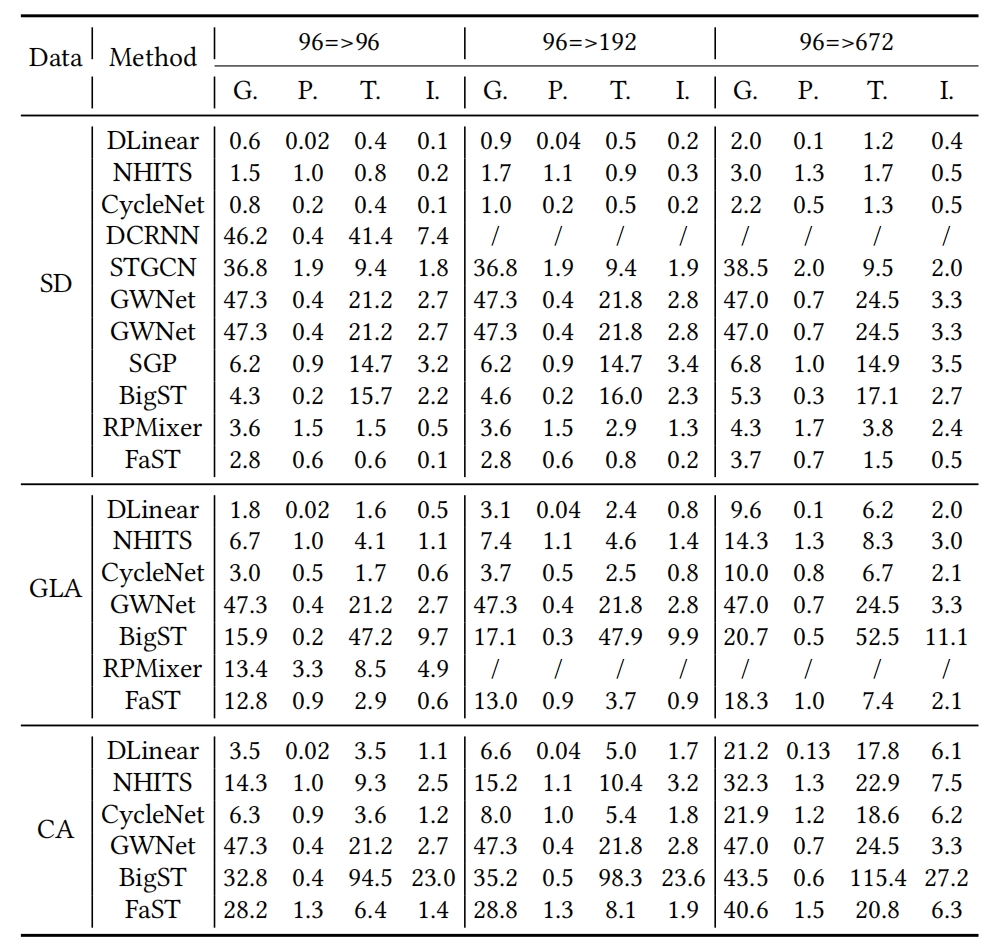 Data Method 96=>96 96=>192 96=>672
G. P. T. I. G. P. T. I. G. P. T. I.
SD
DLinear 0.6 0.02 0.4 0.1 0.9 0.04 0.5 0.2 2.0 0.1 1.2 0.4
NHITS 1.5 1.0 0.8 0.2 1.7 1.1 0.9 0.3 3.0 1.3 1.7 0.5
CycleNet 0.8 0.2 0.4 0.1 1.0 0.2 0.5 0.2 2.2 0.5 1.3 0.5
DCRNN 46.2 0.4 41.4 7.4 / / / / / / / /
STGCN 36.8 1.9 9.4 1.8 36.8 1.9 9.4 1.9 38.5 2.0 9.5 2.0
GWNet 47.3 0.4 21.2 2.7 47.3 0.4 21.8 2.8 47.0 0.7 24.5 3.3
GWNet 47.3 0.4 21.2 2.7 47.3 0.4 21.8 2.8 47.0 0.7 24.5 3.3
SGP 6.2 0.9 14.7 3.2 6.2 0.9 14.7 3.4 6.8 1.0 14.9 3.5
BigST 4.3 0.2 15.7 2.2 4.6 0.2 16.0 2.3 5.3 0.3 17.1 2.7
RPMixer 3.6 1.5 1.5 0.5 3.6 1.5 2.9 1.3 4.3 1.7 3.8 2.4
FaST 2.8 0.6 0.6 0.1 2.8 0.6 0.8 0.2 3.7 0.7 1.5 0.5
GLA
DLinear 1.8 0.02 1.6 0.5 3.1 0.04 2.4 0.8 9.6 0.1 6.2 2.0
NHITS 6.7 1.0 4.1 1.1 7.4 1.1 4.6 1.4 14.3 1.3 8.3 3.0
CycleNet 3.0 0.5 1.7 0.6 3.7 0.5 2.5 0.8 10.0 0.8 6.7 2.1
GWNet 47.3 0.4 21.2 2.7 47.3 0.4 21.8 2.8 47.0 0.7 24.5 3.3
BigST 15.9 0.2 47.2 9.7 17.1 0.3 47.9 9.9 20.7 0.5 52.5 11.1
RPMixer 13.4 3.3 8.5 4.9 / / / / / / / /
FaST 12.8 0.9 2.9 0.6 13.0 0.9 3.7 0.9 18.3 1.0 7.4 2.1
CA
DLinear 3.5 0.02 3.5 1.1 6.6 0.04 5.0 1.7 21.2 0.13 17.8 6.1
NHITS 14.3 1.0 9.3 2.5 15.2 1.1 10.4 3.2 32.3 1.3 22.9 7.5
CycleNet 6.3 0.9 3.6 1.2 8.0 1.0 5.4 1.8 21.9 1.2 18.6 6.2
GWNet 47.3 0.4 21.2 2.7 47.3 0.4 21.8 2.8 47.0 0.7 24.5 3.3
BigST 32.8 0.4 94.5 23.0 35.2 0.5 98.3 23.6 43.5 0.6 115.4 27.2
FaST 28.2 1.3 6.4 1.4 28.8 1.3 8.1 1.9 40.6 1.5 20.8 6.3